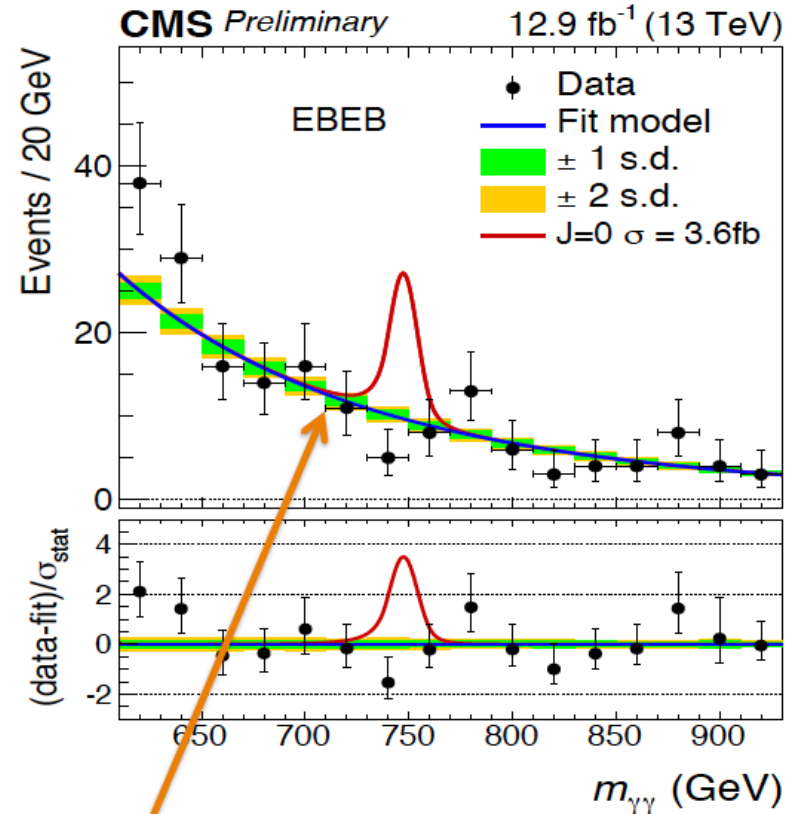 CMS Preliminary 12.9 fb⁻¹ (13 TeV)
Events / 20 GeV
40
20
0
EBEB
Data
Fit model
± 1 s.d.
± 2 s.d.
J=0 σ = 3.6fb
(data-fit)/σstat
4
2
0
-2
650 700 750 800 850 900
mγγ (GeV)